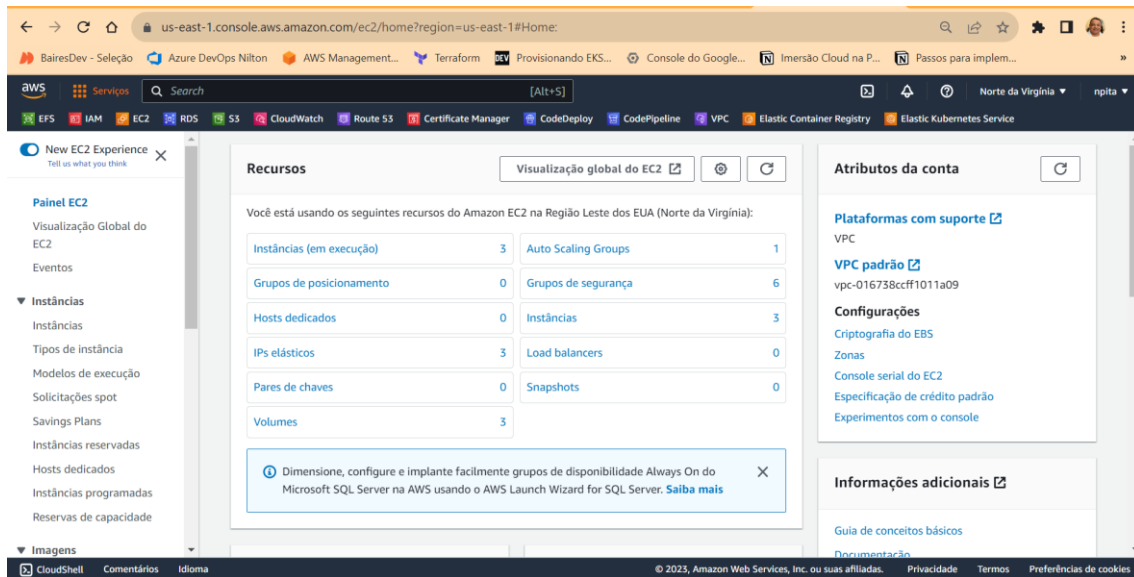 us-east-1.console.aws.amazon.com/ec2/home?region=us-east-1#Home:
BairesDev - Seleção Azure DevOps Nilton AWS Management... Terraform DEV Provisionando EKS... Console do Google... Imersão Cloud na P... Passos para implem... »
aws Serviços Search [Alt+S] Norte da Virgínia npita
EFS IAM EC2 RDS S3 CloudWatch Route 53 Certificate Manager CodeDeploy CodePipeline VPC Elastic Container Registry Elastic Kubernetes Service
New EC2 Experience
Tell us what you think
Painel EC2
Visualização Global do
EC2
Eventos
Instâncias
Instâncias
Tipos de instância
Modelos de execução
Solicitações spot
Savings Plans
Instâncias reservadas
Hosts dedicados
Instâncias programadas
Reservas de capacidade
Imagens
Recursos Visualização global do EC2
Você está usando os seguintes recursos do Amazon EC2 na Região Leste dos EUA (Norte da Virgínia):
Instâncias (em execução) 3 Auto Scaling Groups 1
Grupos de posicionamento 0 Grupos de segurança 6
Hosts dedicados 0 Instâncias 3
IPs elásticos 3 Load balancers 0
Pares de chaves 0 Snapshots 0
Volumes 3
Dimensione, configure e implante facilmente grupos de disponibilidade Always On do
Microsoft SQL Server na AWS usando o AWS Launch Wizard for SQL Server. Saiba mais
Atributos da conta
Plataformas com suporte
VPC
VPC padrão
vpc-016738ccff1011a09
Configurações
Criptografia do EBS
Zonas
Console serial do EC2
Especificação de crédito padrão
Experimentos com o console
Informações adicionais
Guia de conceitos básicos
Documentação
CloudShell Comentários Idioma © 2023, Amazon Web Services, Inc. ou suas afiliadas. Privacidade Termos Preferências de cookies